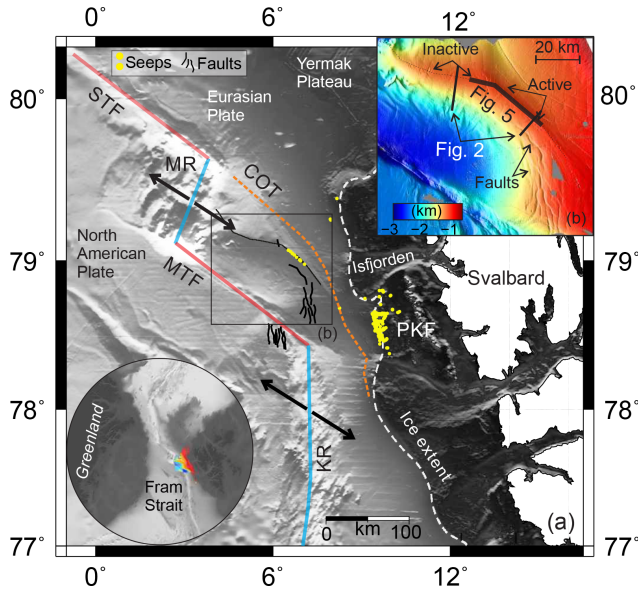 0° 6° 12°
Seeps Faults
Yermak
Plateau
Eurasian
Plate
80°
STF
MR
COT
North
American
Plate
79°
MTF
(b)
Isfjorden
Svalbard
PKF
78°
Ice extent
KR
Greenland
Fram
Strait
77°
0 km 100
(a)
Inactive
20 km
Active
Fig. 5
Fig. 2
Faults
(km)
−3 −2 −1
(b)
80°
79°
78°
77°
0° 6° 12°